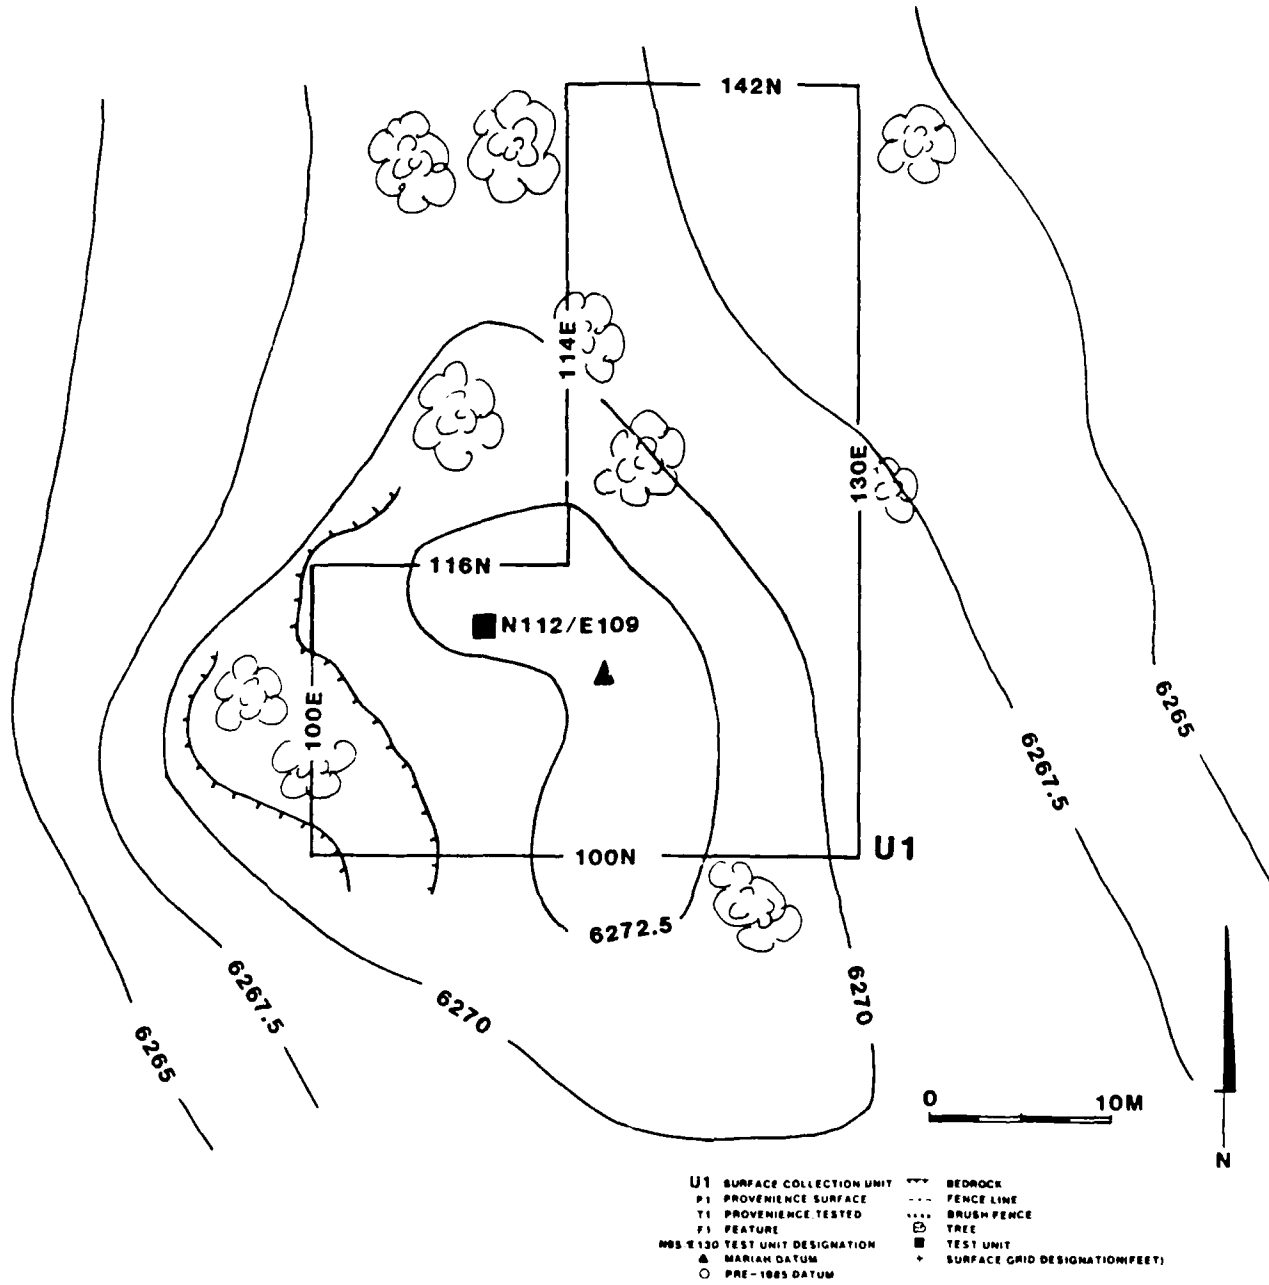 142N
114E
130E
116N
N112/E109
100E
6265
6267.5
100N
U1
6272.5
6267.5
6270
6270
6265
0 10M
N
U1 SURFACE COLLECTION UNIT
P1 PROVENIENCE SURFACE
T1 PROVENIENCE TESTED
F1 FEATURE
TEST UNIT DESIGNATION
MARIAH DATUM
PRE-1985 DATUM
BEDROCK
FENCE LINE
BRUSH FENCE
TREE
TEST UNIT
SURFACE GRID DESIGNATION(FEET)